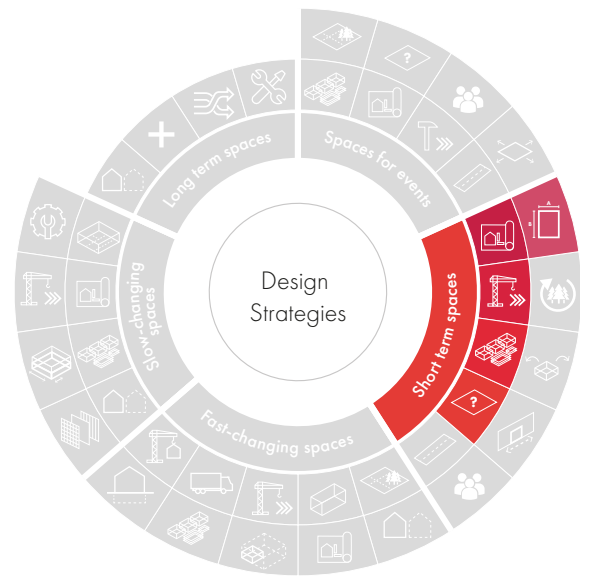 Design
Strategies
Long term spaces
Spaces for events
Short term spaces
Fast-changing spaces
Slow-changing
spaces
?
A
B
?